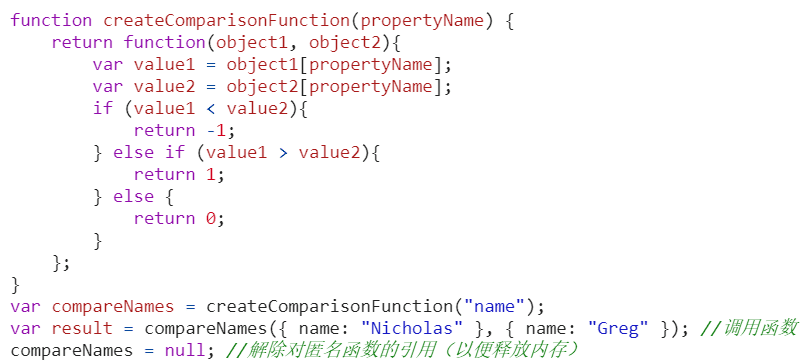 function createComparisonFunction(propertyName) {
    return function(object1, object2){
        var value1 = object1[propertyName];
        var value2 = object2[propertyName];
        if (value1 < value2){
            return -1;
        } else if (value1 > value2){
            return 1;
        } else {
            return 0;
        }
    };
}
var compareNames = createComparisonFunction("name");
var result = compareNames({ name: "Nicholas" }, { name: "Greg" }); //调用函数
compareNames = null; //解除对匿名函数的引用（以便释放内存）